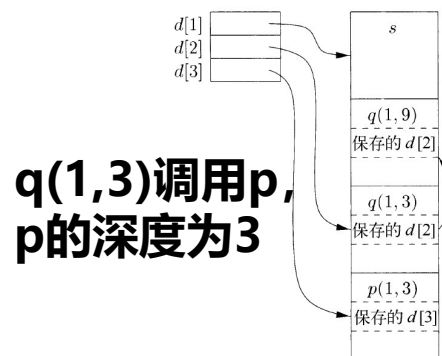 d[1]
d[2]
d[3]
s
q(1,9)
保存的 d[2]
q(1,3)
保存的 d[2]
p(1,3)
保存的 d[3]
q(1,3)调用p,
p的深度为3